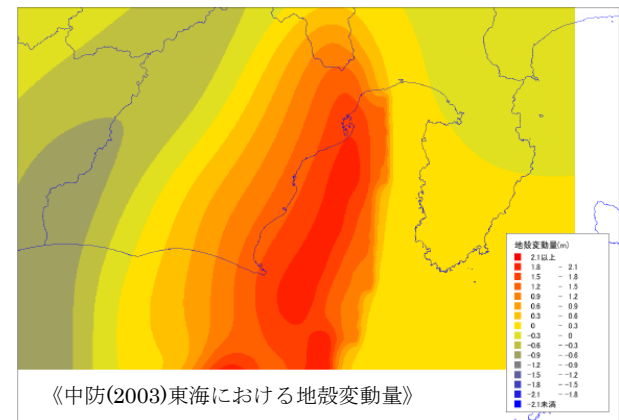 地殻変動量(m)
2.1以上
1.8 - 2.1
1.5 - 1.8
1.2 - 1.5
0.9 - 1.2
0.6 - 0.9
0.3 - 0.6
0 - 0.3
-0.3 - 0
-0.6 - -0.3
-0.9 - -0.6
-1.2 - -0.9
-1.5 - -1.2
-1.8 - -1.5
-2.1 - -1.8
-2.1未満
《中防(2003)東海における地殻変動量》